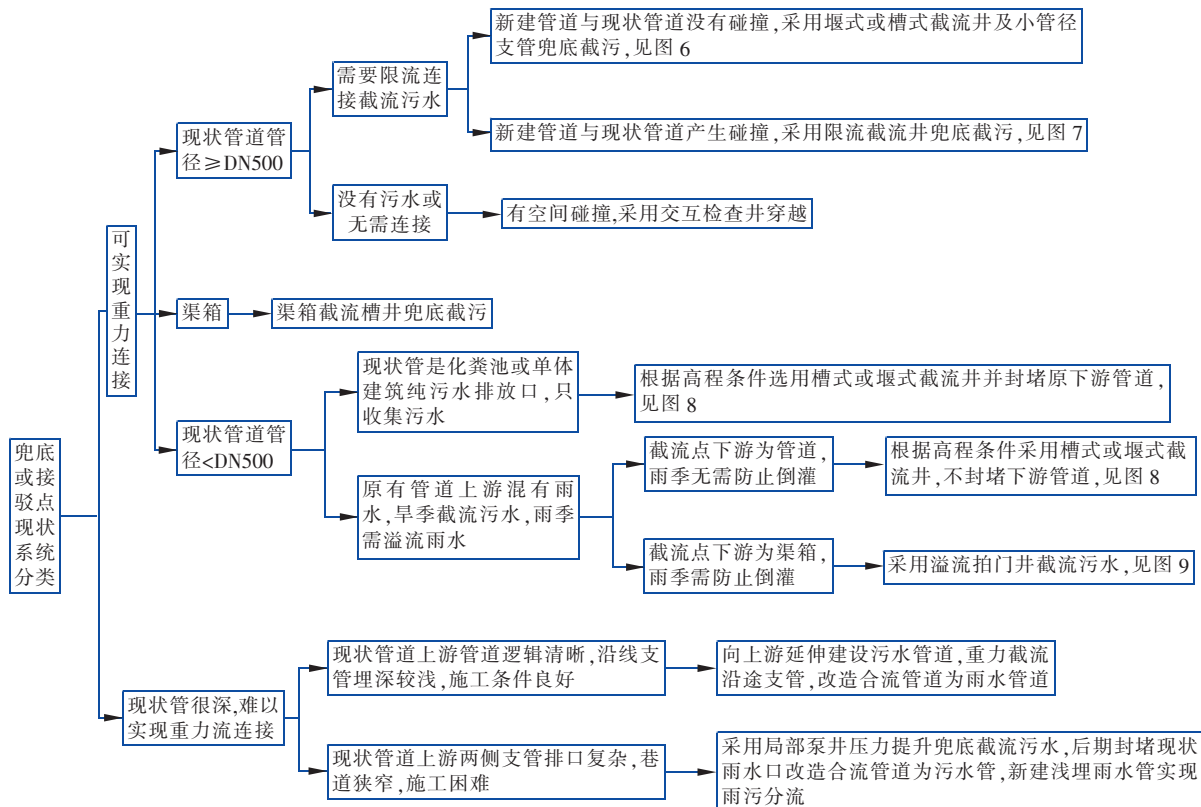 新建管道与现状管道没有碰撞,采用堰式或槽式截流井及小管径
支管兜底截污,见图 6
需要限流连
接截流污水
新建管道与现状管道产生碰撞,采用限流截流井兜底截污,见图 7
现状管道管
径≥DN500
没有污水或
无需连接
有空间碰撞,采用交互检查井穿越
可
实
现
重
力
连
接
渠箱
渠箱截流槽井兜底截污
现状管是化粪池或单体
建筑纯污水排放口,只
收集污水
根据高程条件选用槽式或堰式截流井并封堵原下游管道,
见图 8
现状管道管
径<DN500
原有管道上游混有雨
水,旱季截流污水,雨季
需溢流雨水
截流点下游为管道,
雨季无需防止倒灌
根据高程条件采用槽式或堰式截
流井,不封堵下游管道,见图 8
截流点下游为渠箱,
雨季需防止倒灌
采用溢流拍门井截流污水,见图 9
兜底
或接
驳点
现状
系统
分类
现状管很深,难以
实现重力流连接
现状管道上游管道逻辑清晰,沿线支
管埋深较浅,施工条件良好
向上游延伸建设污水管道,重力截流
沿途支管,改造合流管道为雨水管道
现状管道上游两侧支管排口复杂,巷
道狭窄,施工困难
采用局部泵井压力提升兜底截流污水,后期封堵现状
雨水口改造合流管道为污水管,新建浅埋雨水管实现
雨污分流